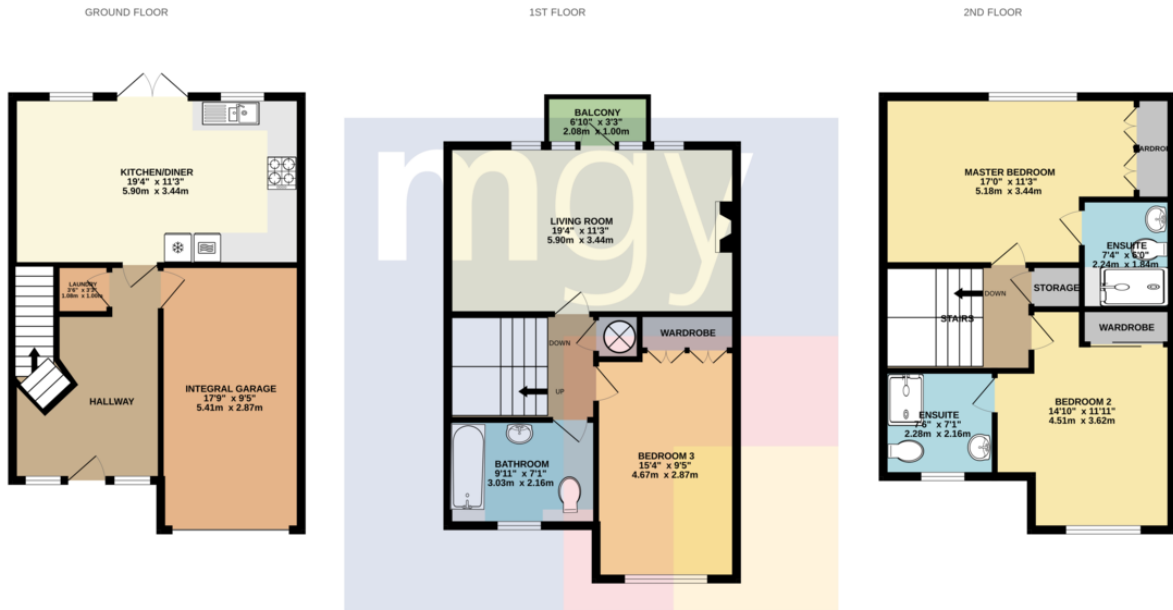 GROUND FLOOR
KITCHEN/DINER
19'4" x 11'3"
5.90m x 3.44m
LAUNDRY
HALLWAY
INTEGRAL GARAGE
17'9" x 9'5"
5.41m x 2.87m
1ST FLOOR
mgy
BALCONY
6'10" x 3'3"
2.08m x 1.00m
LIVING ROOM
19'4" x 11'3"
5.90m x 3.44m
DOWN
WARDROBE
UP
BATHROOM
9'11" x 7'1"
3.03m x 2.16m
BEDROOM 3
15'4" x 9'5"
4.67m x 2.87m
2ND FLOOR
MASTER BEDROOM
17'0" x 11'3"
5.18m x 3.44m
ENSUITE
7'4" x 6'0"
2.24m x 1.84m
DOWN
STORAGE
STAIRS
WARDROBE
BEDROOM 2
14'10" x 11'11"
4.51m x 3.62m
ENSUITE
7'6" x 7'1"
2.28m x 2.16m